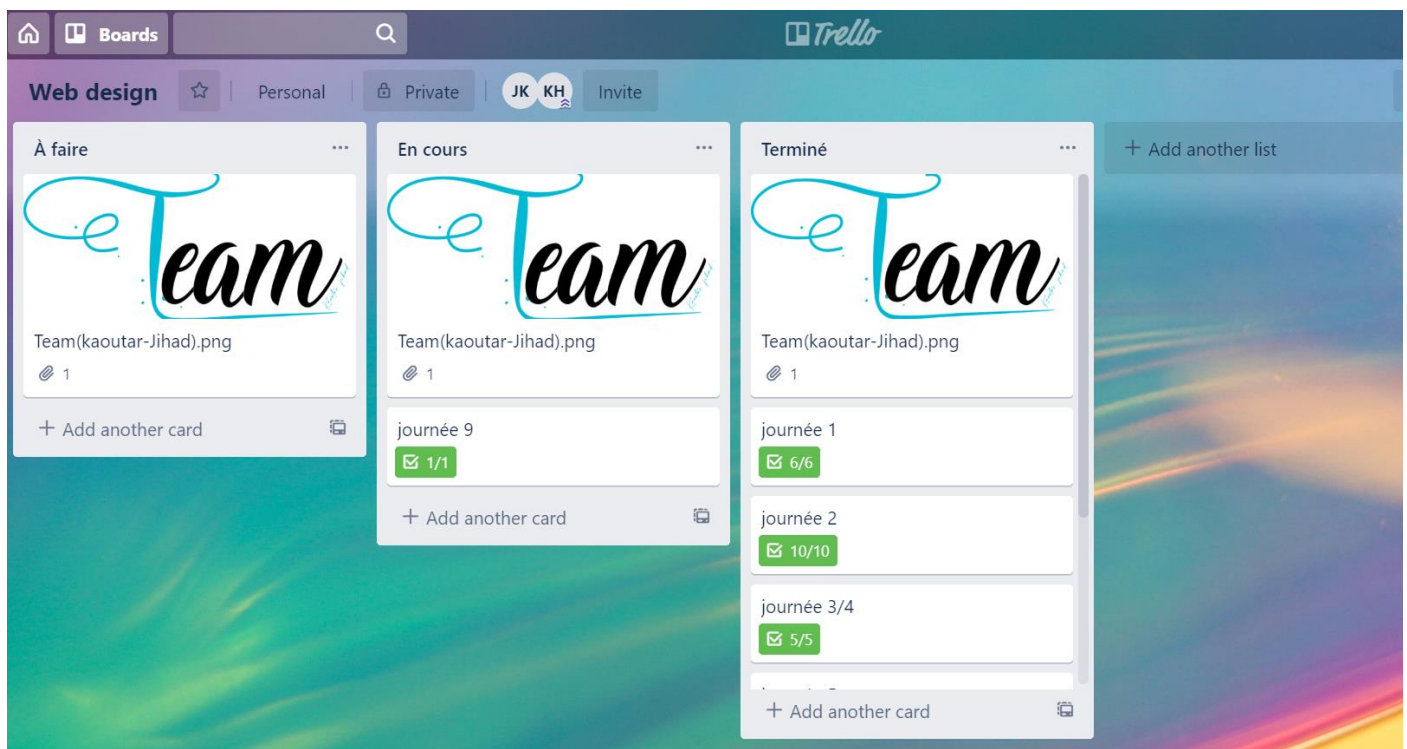 Boards
Trello
Web design
Personal
Private
JK KH
Invite
À faire
Team
Team(kaoutar-Jihad).png
1
+ Add another card
En cours
Team
Team(kaoutar-Jihad).png
1
journée 9
1/1
+ Add another card
Terminé
Team
Team(kaoutar-Jihad).png
1
journée 1
6/6
journée 2
10/10
journée 3/4
5/5
+ Add another card
+ Add another list